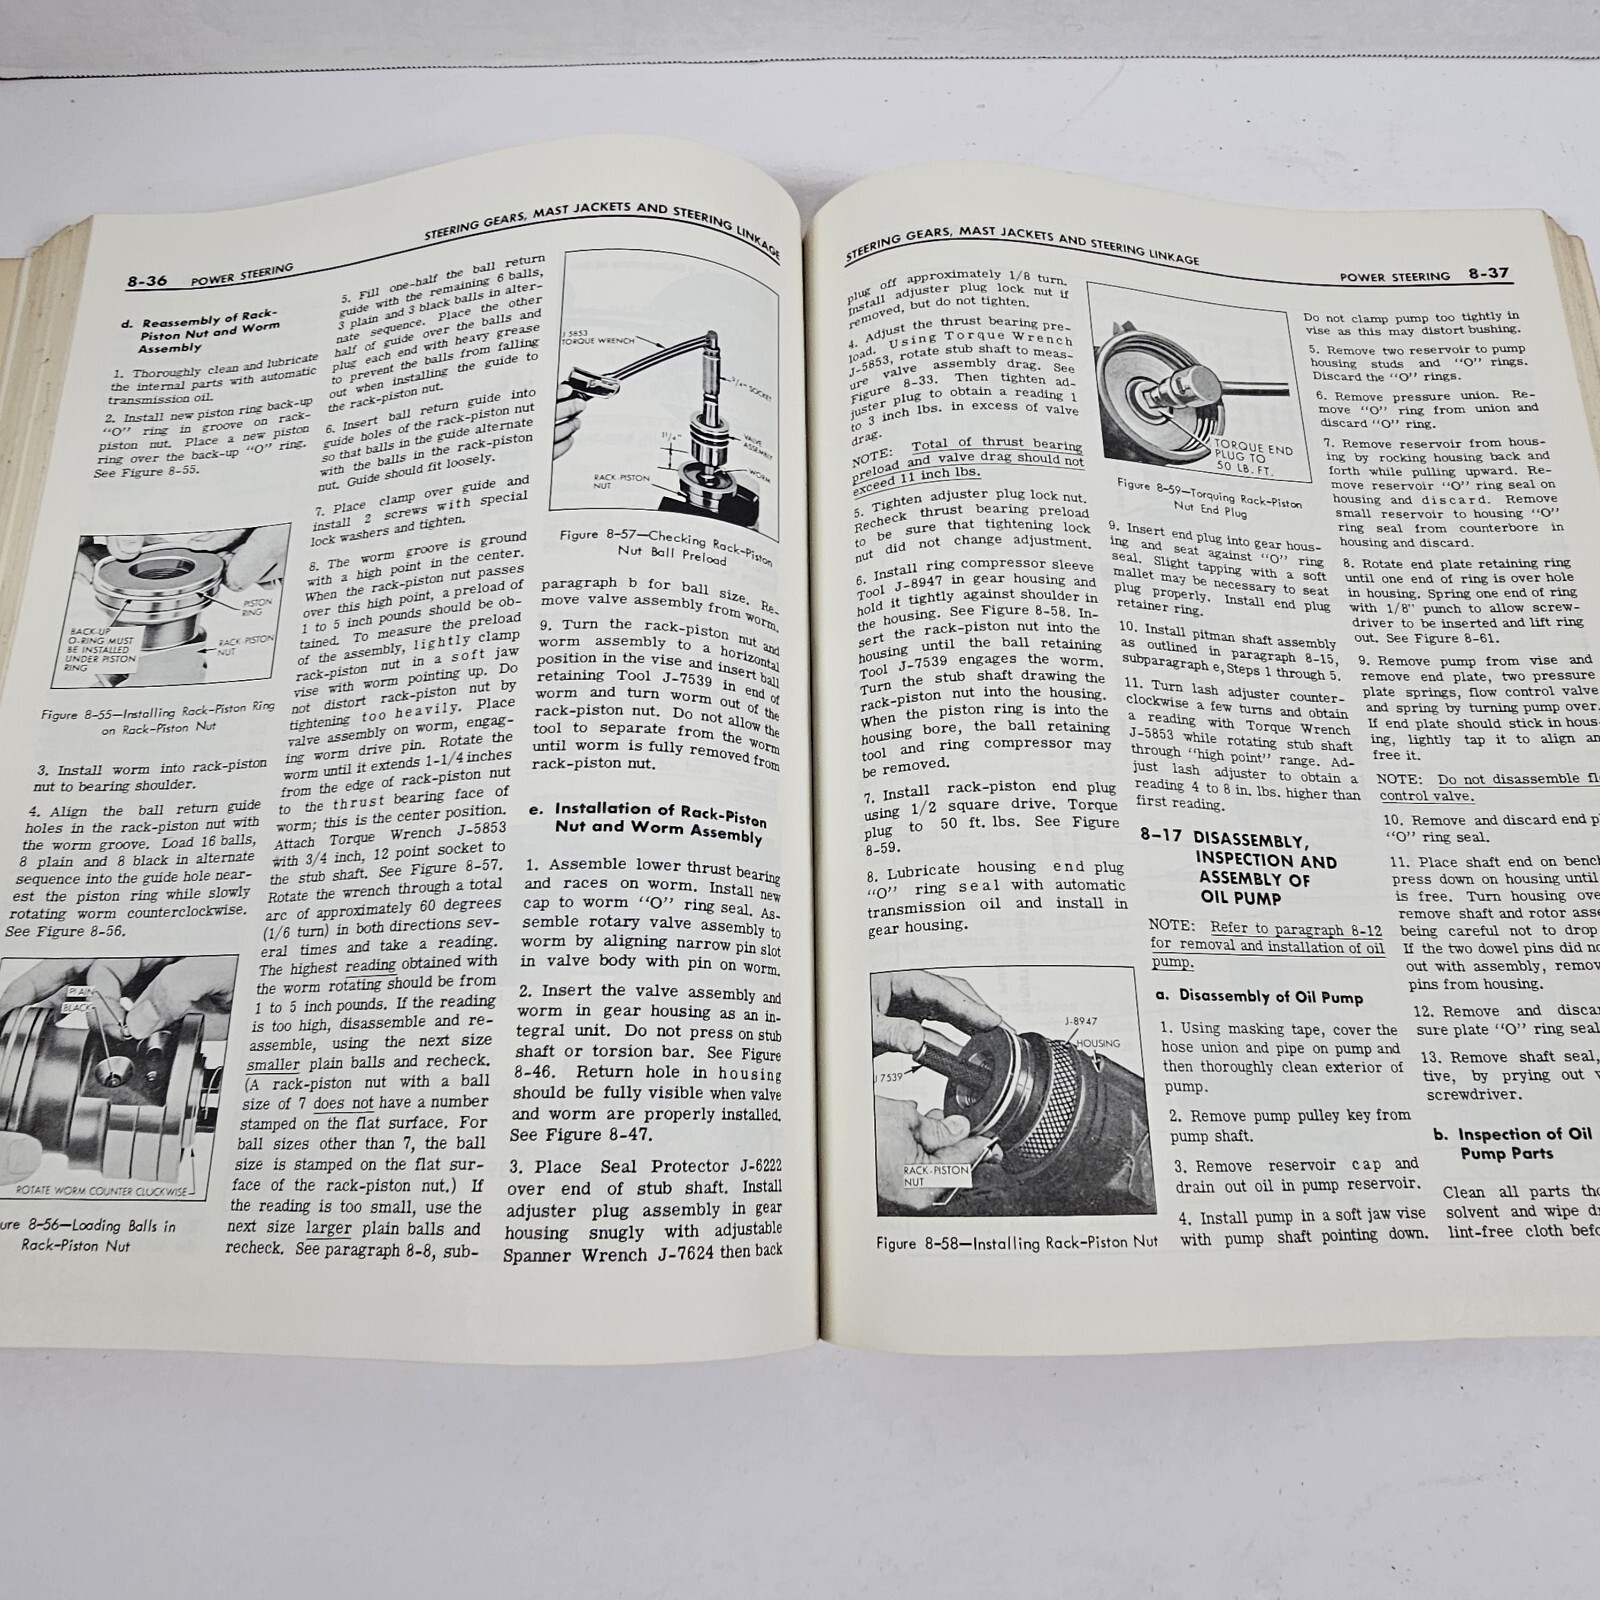 STEERING GEARS, MAST JACKETS AND STEERING LINKAGE
8-36 POWER STEERING
d. Reassembly of Rack-
Piston Nut and Worm
Assembly
1. Thoroughly clean and lubricate
the internal parts with automatic
transmission oil.
2. Install new piston ring back-up
"O" ring in groove on rack-
piston nut. Place a new piston
ring over the back-up "O" ring.
See Figure 8-55.
PISTON
RING
BACK-UP
O-RING MUST
BE INSTALLED
UNDER PISTON
RING
RACK-PISTON
NUT
Figure 8-55—Installing Rack-Piston Ring
on Rack-Piston Nut
3. Install worm into rack-piston
nut to bearing shoulder.
4. Align the ball return guide
holes in the rack-piston nut with
the worm groove. Load 16 balls,
8 plain and 8 black in alternate
sequence into the guide hole near-
est the piston ring while slowly
rotating worm counterclockwise.
See Figure 8-56.
PLAIN
BLACK
ROTATE WORM COUNTER CLUCKWISE
ure 8-56—Loading Balls in
Rack-Piston Nut
5. Fill one-half the ball return
guide with the remaining 6 balls,
3 plain and 3 black balls in alter-
nate sequence. Place the other
half of guide over the balls and
plug each end with heavy grease
to prevent the balls from falling
out when installing the guide to
the rack-piston nut.
6. Insert ball return guide into
guide holes of the rack-piston nut
so that balls in the guide alternate
with the balls in the rack-piston
nut. Guide should fit loosely.
7. Place clamp over guide and
install 2 screws with special
lock washers and tighten.
8. The worm groove is ground
with a high point in the center.
When the rack-piston nut passes
over this high point, a preload of
1 to 5 inch pounds should be ob-
tained. To measure the preload
of the assembly, lightly clamp
rack-piston nut in a soft jaw
vise with worm pointing up. Do
not distort rack-piston nut by
tightening too heavily. Place
valve assembly on worm, engag-
ing worm drive pin. Rotate the
worm until it extends 1-1/4 inches
from the edge of rack-piston nut
to the thrust bearing face of
worm; this is the center position.
Attach Torque Wrench J-5853
with 3/4 inch, 12 point socket to
the stub shaft. See Figure 8-57.
Rotate the wrench through a total
arc of approximately 60 degrees
(1/6 turn) in both directions sev-
eral times and take a reading.
The highest reading obtained with
the worm rotating should be from
1 to 5 inch pounds. If the reading
is too high, disassemble and re-
assemble, using the next size
smaller plain balls and recheck.
(A rack-piston nut with a ball
size of 7 does not have a number
stamped on the flat surface. For
ball sizes other than 7, the ball
size is stamped on the flat sur-
face of the rack-piston nut.) If
the reading is too small, use the
next size larger plain balls and
recheck. See paragraph 8-8, sub-
J 5853
TORQUE WRENCH
3/4" SOCKET
1¼"
VALVE
ASSEMBLY
WORM
RACK-PISTON
NUT
Figure 8-57—Checking Rack-Piston
Nut Ball Preload
paragraph b for ball size. Re-
move valve assembly from worm.
9. Turn the rack-piston nut and
worm assembly to a horizontal
position in the vise and insert ball
retaining Tool J-7539 in end of
worm and turn worm out of the
rack-piston nut. Do not allow the
tool to separate from the worm
until worm is fully removed from
rack-piston nut.
e. Installation of Rack-Piston
Nut and Worm Assembly
1. Assemble lower thrust bearing
and races on worm. Install new
cap to worm "O" ring seal. As-
semble rotary valve assembly to
worm by aligning narrow pin slot
in valve body with pin on worm.
2. Insert the valve assembly and
worm in gear housing as an in-
tegral unit. Do not press on stub
shaft or torsion bar. See Figure
8-46. Return hole in housing
should be fully visible when valve
and worm are properly installed.
See Figure 8-47.
3. Place Seal Protector J-6222
over end of stub shaft. Install
adjuster plug assembly in gear
housing snugly with adjustable
Spanner Wrench J-7624 then back
STEERING GEARS, MAST JACKETS AND STEERING LINKAGE
POWER STEERING 8-37
plug off approximately 1/8 turn.
Install adjuster plug lock nut if
removed, but do not tighten.
4. Adjust the thrust bearing pre-
load. Using Torque Wrench
J-5853, rotate stub shaft to meas-
ure valve assembly drag. See
Figure 8-33. Then tighten ad-
juster plug to obtain a reading 1
to 3 inch lbs. in excess of valve
drag.
NOTE: Total of thrust bearing
preload and valve drag should not
exceed 11 inch lbs.
5. Tighten adjuster plug lock nut.
Recheck thrust bearing preload
to be sure that tightening lock
nut did not change adjustment.
6. Install ring compressor sleeve
Tool J-8947 in gear housing and
hold it tightly against shoulder in
the housing. See Figure 8-58. In-
sert the rack-piston nut into the
housing until the ball retaining
Tool J-7539 engages the worm.
Turn the stub shaft drawing the
rack-piston nut into the housing.
When the piston ring is into the
housing bore, the ball retaining
tool and ring compressor may
be removed.
7. Install rack-piston end plug
using 1/2 square drive. Torque
plug to 50 ft. lbs. See Figure
8-59.
8. Lubricate housing end plug
"O" ring seal with automatic
transmission oil and install in
gear housing.
J-8947
HOUSING
J 7539
RACK-PISTON
NUT
Figure 8-58—Installing Rack-Piston Nut
TORQUE END
PLUG TO
50 LB. FT.
Figure 8-59—Torquing Rack-Piston
Nut End Plug
9. Insert end plug into gear hous-
ing and seat against "O" ring
seal. Slight tapping with a soft
mallet may be necessary to seat
plug properly. Install end plug
retainer ring.
10. Install pitman shaft assembly
as outlined in paragraph 8-15,
subparagraph e, Steps 1 through 5.
11. Turn lash adjuster counter-
clockwise a few turns and obtain
a reading with Torque Wrench
J-5853 while rotating stub shaft
through "high point" range. Ad-
just lash adjuster to obtain a
reading 4 to 8 in. lbs. higher than
first reading.
8-17 DISASSEMBLY,
INSPECTION AND
ASSEMBLY OF
OIL PUMP
NOTE: Refer to paragraph 8-12
for removal and installation of oil
pump.
a. Disassembly of Oil Pump
1. Using masking tape, cover the
hose union and pipe on pump and
then thoroughly clean exterior of
pump.
2. Remove pump pulley key from
pump shaft.
3. Remove reservoir cap and
drain out oil in pump reservoir.
4. Install pump in a soft jaw vise
with pump shaft pointing down.
Do not clamp pump too tightly in
vise as this may distort bushing.
5. Remove two reservoir to pump
housing studs and "O" rings.
Discard the "O" rings.
6. Remove pressure union. Re-
move "O" ring from union and
discard "O" ring.
7. Remove reservoir from hous-
ing by rocking housing back and
forth while pulling upward. Re-
move reservoir "O" ring seal on
housing and discard. Remove
small reservoir to housing "O"
ring seal from counterbore in
housing and discard.
8. Rotate end plate retaining ring
until one end of ring is over hole
in housing. Spring one end of ring
with 1/8" punch to allow screw-
driver to be inserted and lift ring
out. See Figure 8-61.
9. Remove pump from vise and
remove end plate, two pressure
plate springs, flow control valve
and spring by turning pump over.
If end plate should stick in hous-
ing, lightly tap it to align an
free it.
NOTE: Do not disassemble fl
control valve.
10. Remove and discard end p
"O" ring seal.
11. Place shaft end on benc
press down on housing until
is free. Turn housing ove
remove shaft and rotor asse
being careful not to drop
If the two dowel pins did no
out with assembly, remov
pins from housing.
12. Remove and discar
sure plate "O" ring seal
13. Remove shaft seal,
tive, by prying out
screwdriver.
b. Inspection of Oil
Pump Parts
Clean all parts tho
solvent and wipe dr
lint-free cloth befo